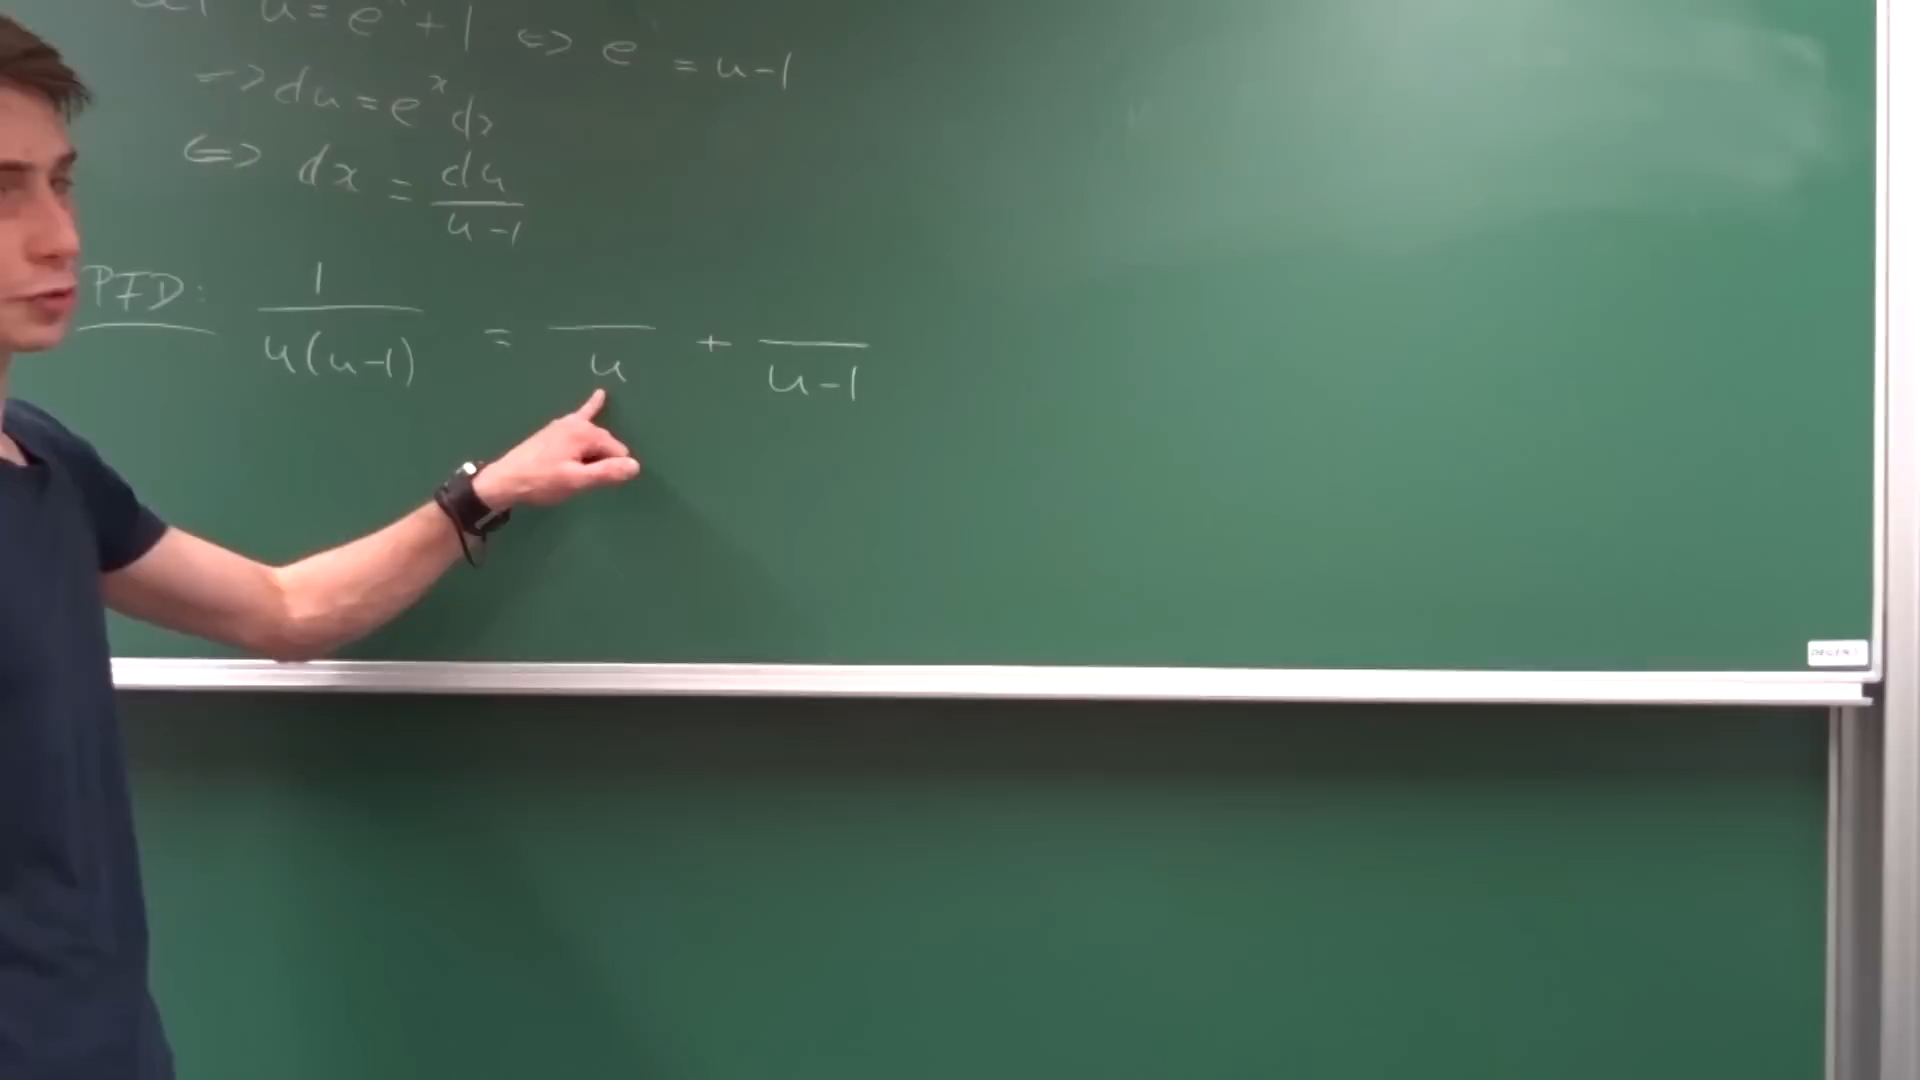 u = e^x + 1 <=> e = u-1
=> du = e^x dx
<=> dx = du/(u-1)
PFD: 1/(u(u-1)) = /u + /(u-1)